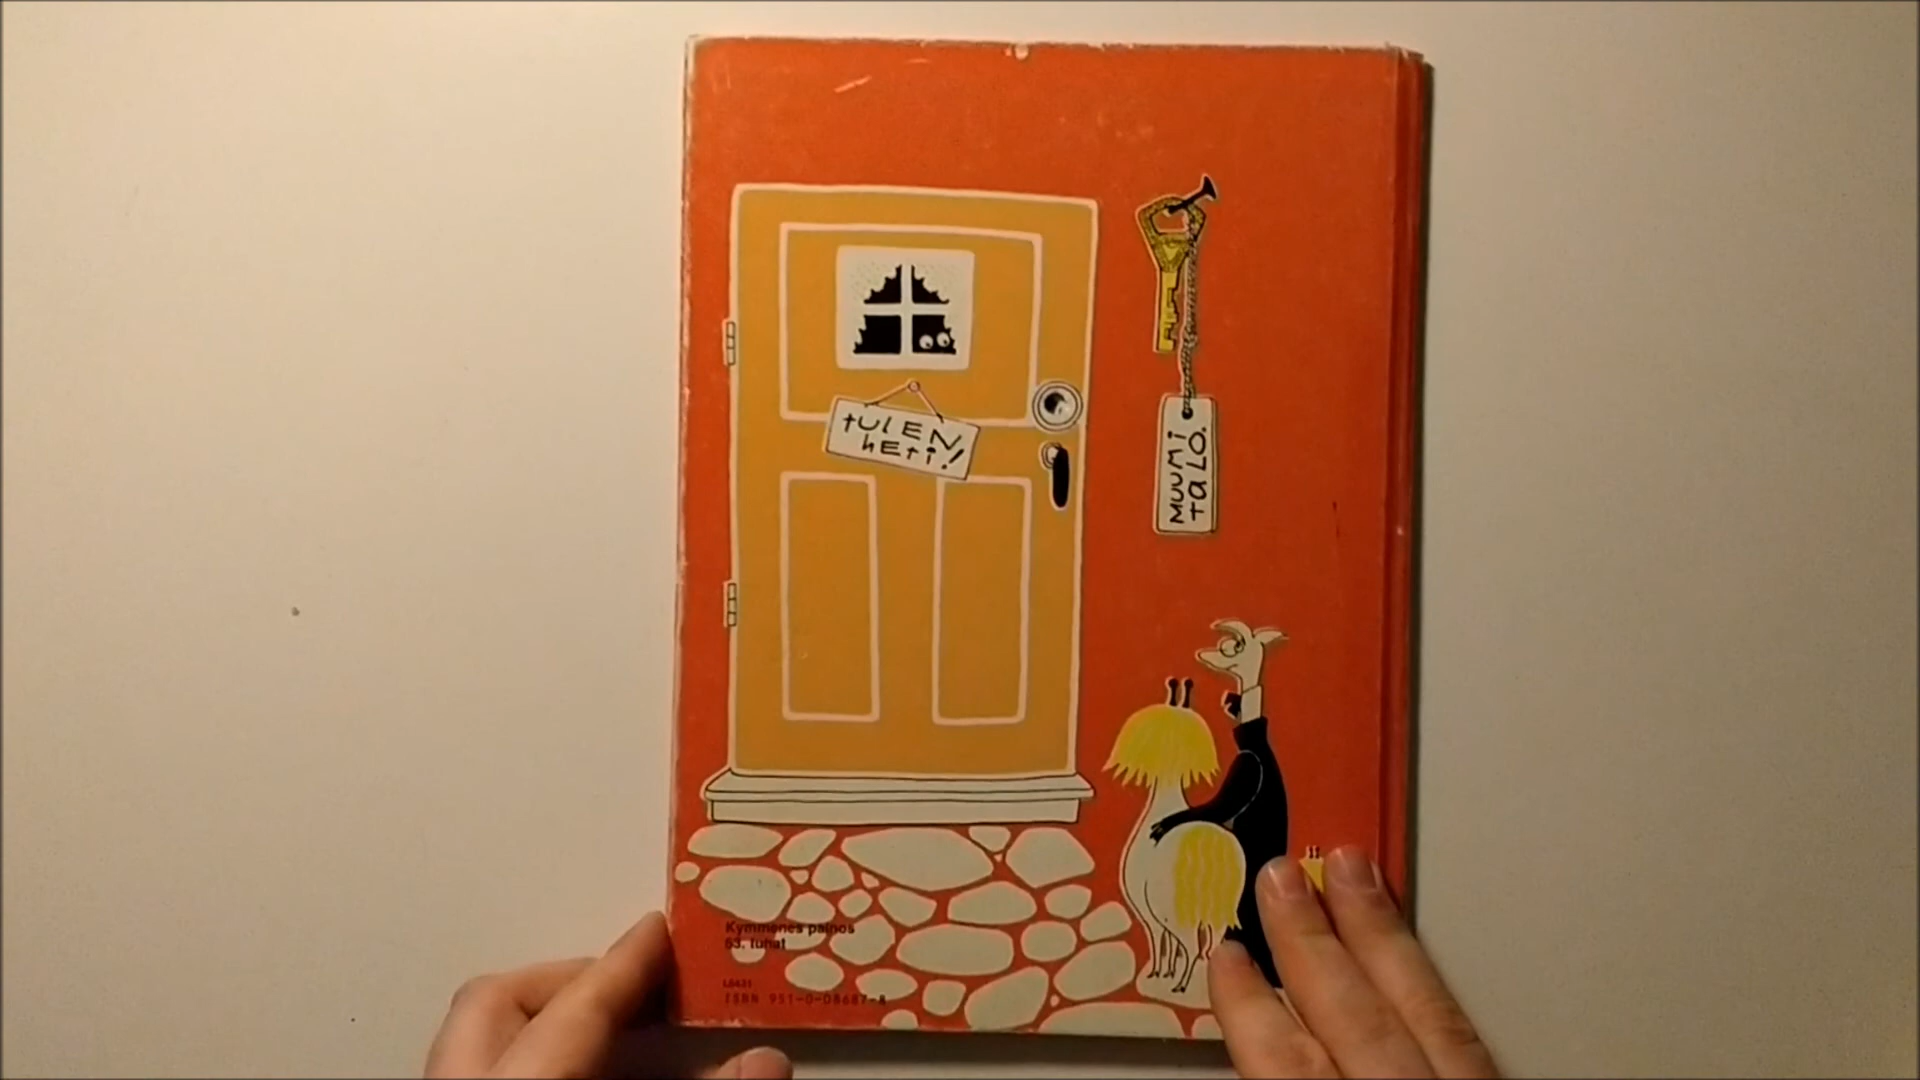 tULEN
hEti!
MUUMi
TaLO.
Kymmenes painos
63. tuhat
ISBN 951-0-08687-8